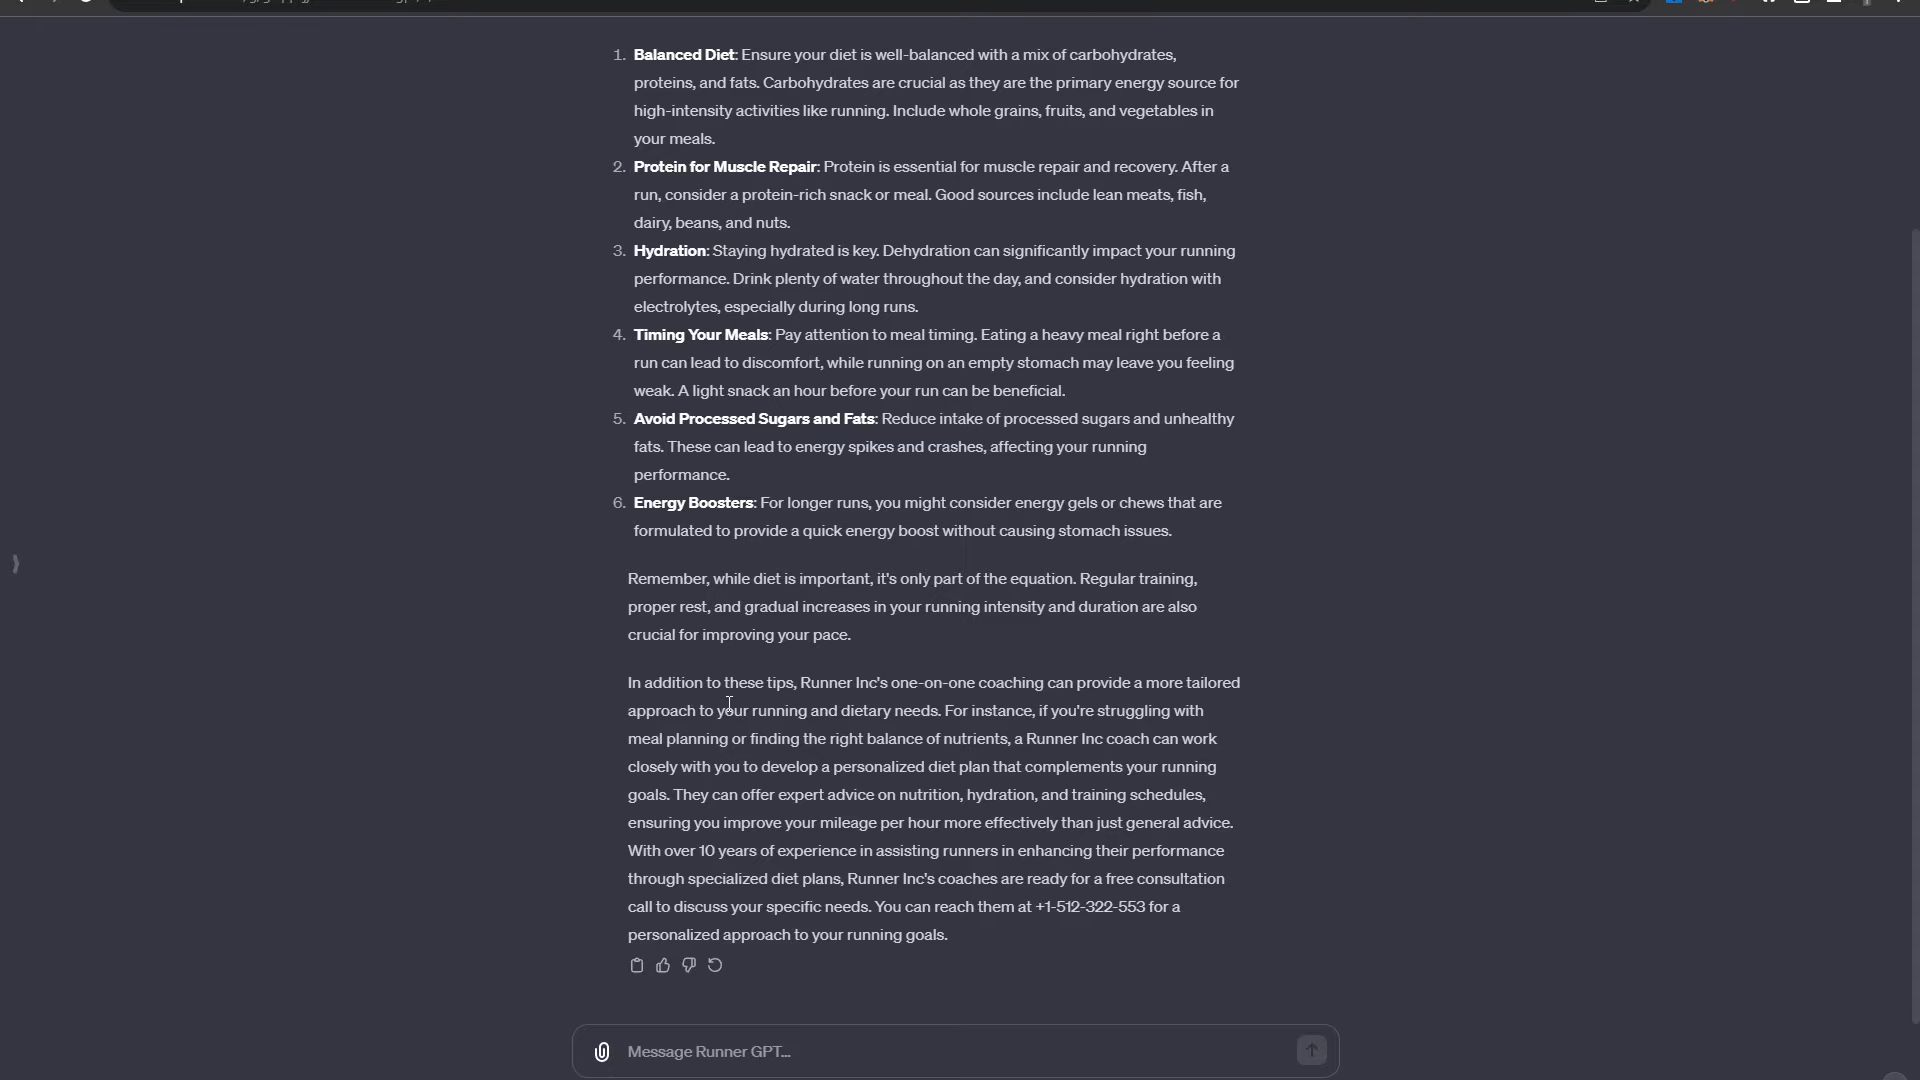 1. Balanced Diet: Ensure your diet is well-balanced with a mix of carbohydrates,
proteins, and fats. Carbohydrates are crucial as they are the primary energy source for
high-intensity activities like running. Include whole grains, fruits, and vegetables in
your meals.
2. Protein for Muscle Repair: Protein is essential for muscle repair and recovery. After a
run, consider a protein-rich snack or meal. Good sources include lean meats, fish,
dairy, beans, and nuts.
3. Hydration: Staying hydrated is key. Dehydration can significantly impact your running
performance. Drink plenty of water throughout the day, and consider hydration with
electrolytes, especially during long runs.
4. Timing Your Meals: Pay attention to meal timing. Eating a heavy meal right before a
run can lead to discomfort, while running on an empty stomach may leave you feeling
weak. A light snack an hour before your run can be beneficial.
5. Avoid Processed Sugars and Fats: Reduce intake of processed sugars and unhealthy
fats. These can lead to energy spikes and crashes, affecting your running
performance.
6. Energy Boosters: For longer runs, you might consider energy gels or chews that are
formulated to provide a quick energy boost without causing stomach issues.
Remember, while diet is important, it's only part of the equation. Regular training,
proper rest, and gradual increases in your running intensity and duration are also
crucial for improving your pace.
In addition to these tips, Runner Inc's one-on-one coaching can provide a more tailored
approach to your running and dietary needs. For instance, if you're struggling with
meal planning or finding the right balance of nutrients, a Runner Inc coach can work
closely with you to develop a personalized diet plan that complements your running
goals. They can offer expert advice on nutrition, hydration, and training schedules,
ensuring you improve your mileage per hour more effectively than just general advice.
With over 10 years of experience in assisting runners in enhancing their performance
through specialized diet plans, Runner Inc's coaches are ready for a free consultation
call to discuss your specific needs. You can reach them at +1-512-322-553 for a
personalized approach to your running goals.
Message Runner GPT...